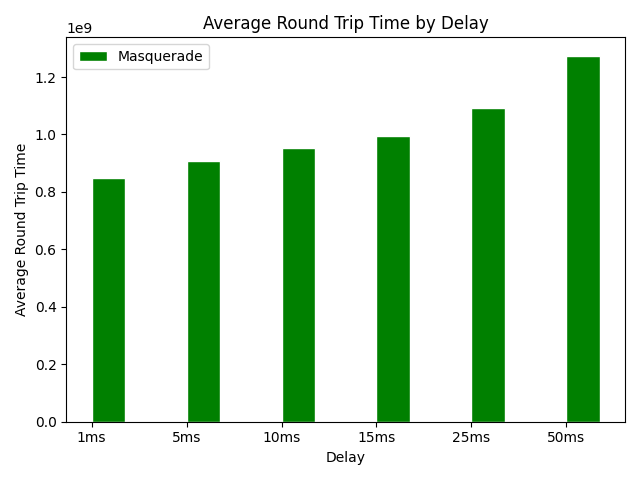 Average Round Trip Time by Delay
1e9
Masquerade
1.2
1.0
0.8
0.6
0.4
0.2
0.0
Average Round Trip Time
1ms 5ms 10ms 15ms 25ms 50ms
Delay